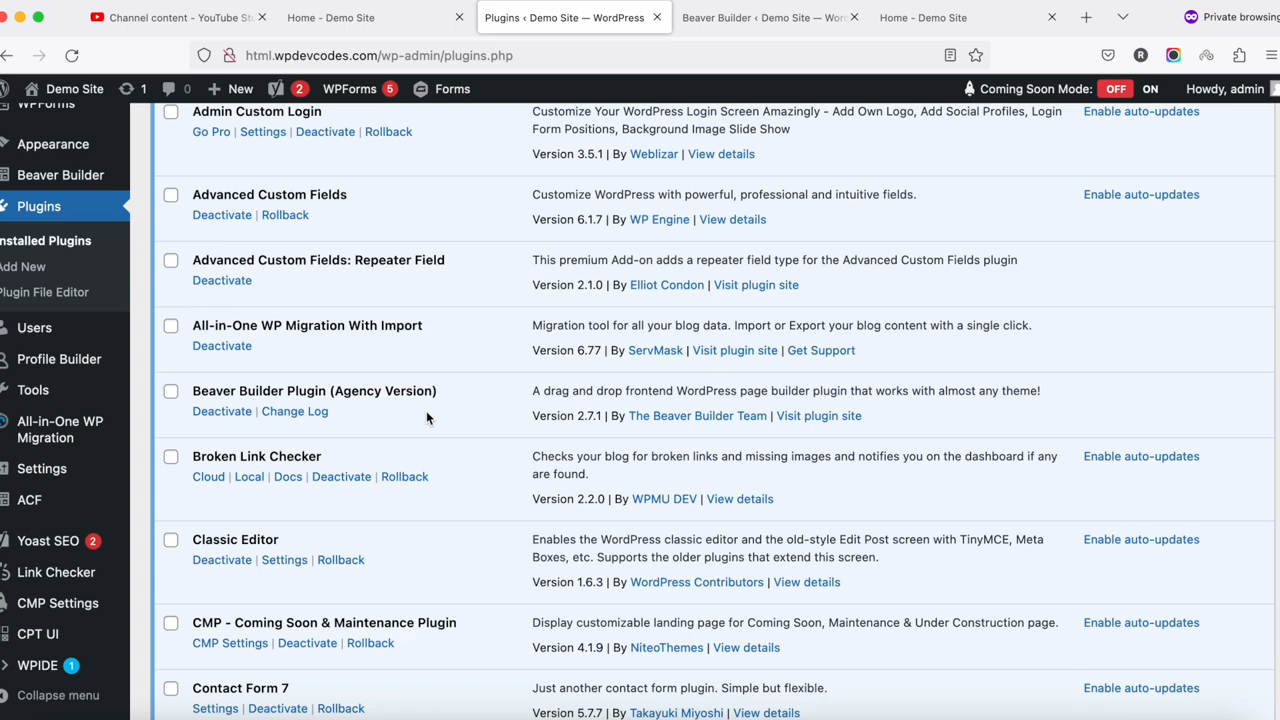 Channel content - YouTube St
Home - Demo Site
Plugins ‹ Demo Site — WordPress
Beaver Builder ‹ Demo Site — Wor
Home - Demo Site
Private browsing
html.wpdevcodes.com/wp-admin/plugins.php
R
Demo Site
1
0
New
2
WPForms 5
Forms
Coming Soon Mode: OFF ON
Howdy, admin
WPForms
Appearance
Beaver Builder
Plugins
nstalled Plugins
Add New
Plugin File Editor
Users
Profile Builder
Tools
All-in-One WP
Migration
Settings
ACF
Yoast SEO 2
Link Checker
CMP Settings
CPT UI
WPIDE 1
Collapse menu
Admin Custom Login
Go Pro | Settings | Deactivate | Rollback
Customize Your WordPress Login Screen Amazingly - Add Own Logo, Add Social Profiles, Login
Form Positions, Background Image Slide Show
Version 3.5.1 | By Weblizar | View details
Enable auto-updates
Advanced Custom Fields
Deactivate | Rollback
Customize WordPress with powerful, professional and intuitive fields.
Version 6.1.7 | By WP Engine | View details
Enable auto-updates
Advanced Custom Fields: Repeater Field
Deactivate
This premium Add-on adds a repeater field type for the Advanced Custom Fields plugin
Version 2.1.0 | By Elliot Condon | Visit plugin site
All-in-One WP Migration With Import
Deactivate
Migration tool for all your blog data. Import or Export your blog content with a single click.
Version 6.77 | By ServMask | Visit plugin site | Get Support
Beaver Builder Plugin (Agency Version)
Deactivate | Change Log
A drag and drop frontend WordPress page builder plugin that works with almost any theme!
Version 2.7.1 | By The Beaver Builder Team | Visit plugin site
Broken Link Checker
Cloud | Local | Docs | Deactivate | Rollback
Checks your blog for broken links and missing images and notifies you on the dashboard if any
are found.
Version 2.2.0 | By WPMU DEV | View details
Enable auto-updates
Classic Editor
Deactivate | Settings | Rollback
Enables the WordPress classic editor and the old-style Edit Post screen with TinyMCE, Meta
Boxes, etc. Supports the older plugins that extend this screen.
Version 1.6.3 | By WordPress Contributors | View details
Enable auto-updates
CMP - Coming Soon & Maintenance Plugin
CMP Settings | Deactivate | Rollback
Display customizable landing page for Coming Soon, Maintenance & Under Construction page.
Version 4.1.9 | By NiteoThemes | View details
Enable auto-updates
Contact Form 7
Settings | Deactivate | Rollback
Just another contact form plugin. Simple but flexible.
Version 5.7.7 | By Takayuki Miyoshi | View details
Enable auto-updates